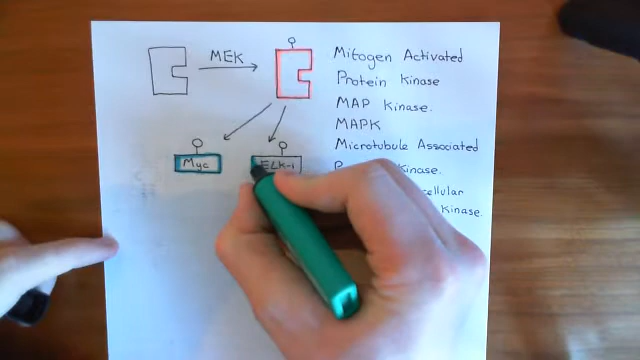 MEK
Mitogen Activated
Protein Kinase
MAP Kinase.
MAPK
Microtubule Associated
Kinase.
Kinase.
Myc
ELK-1